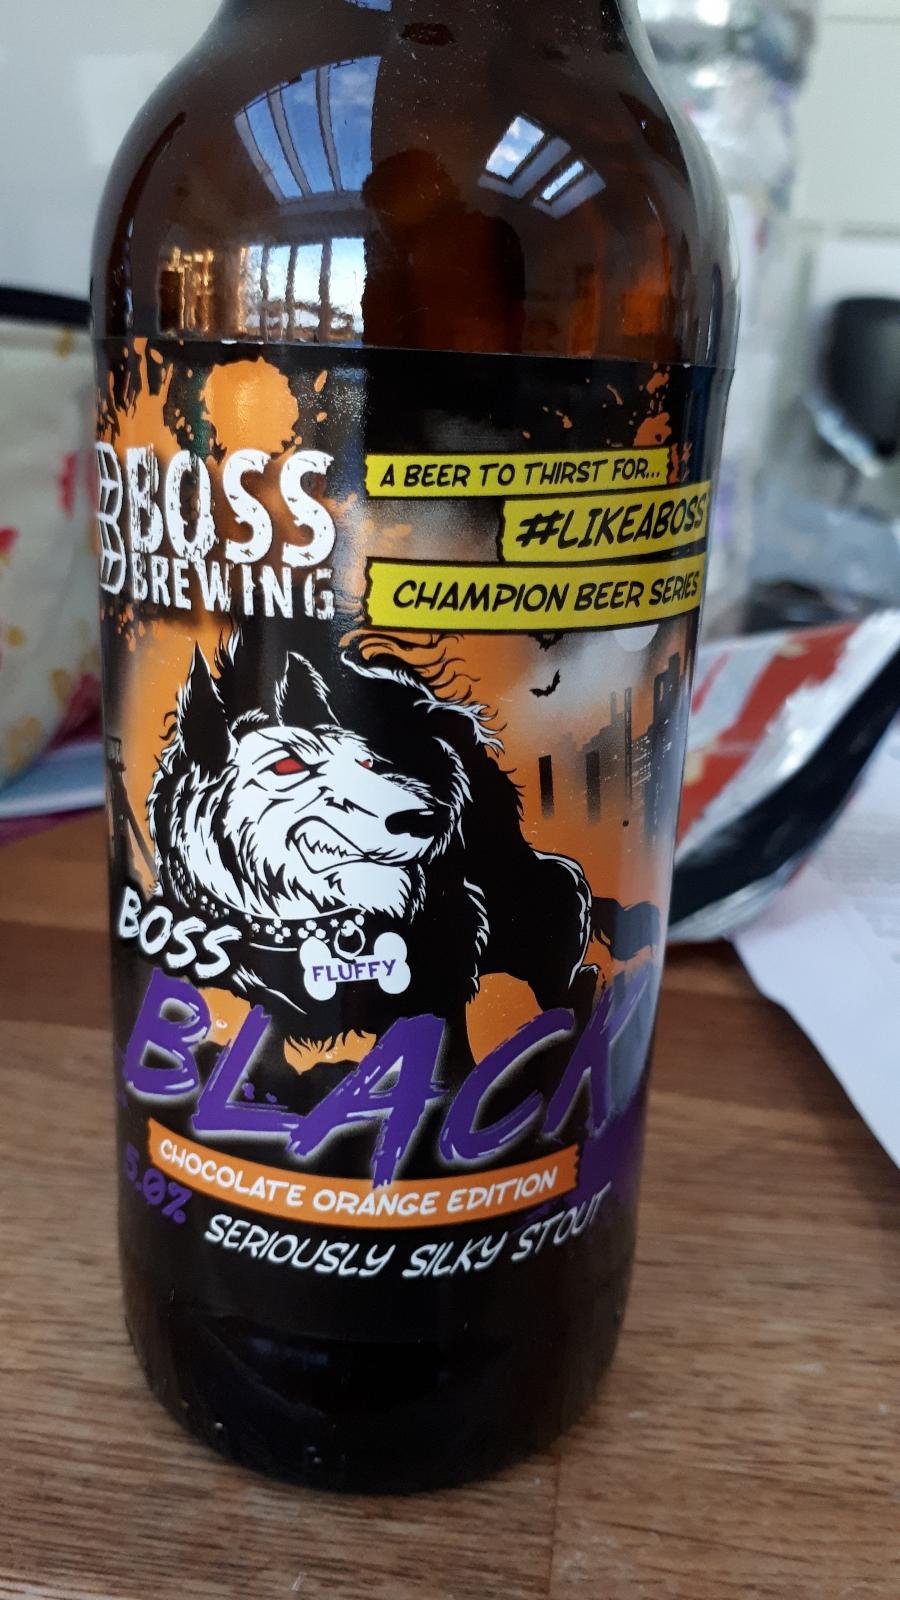 BOSS
BREWING
A BEER TO THIRST FOR...
#LIKEABOSS
CHAMPION BEER SERIES
FLUFFY
BOSS
BLACK
CHOCOLATE ORANGE EDITION
5.0%
SERIOUSLY SILKY STOUT